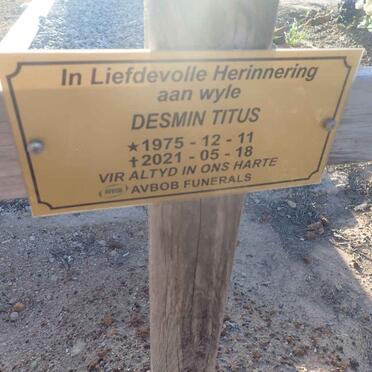 In Liefdevolle Herinnering
aan wyle
DESMIN TITUS
★1975 - 12 - 11
✝2021 - 05 - 18
VIR ALTYD IN ONS HARTE
AVBOB AVBOB FUNERALS